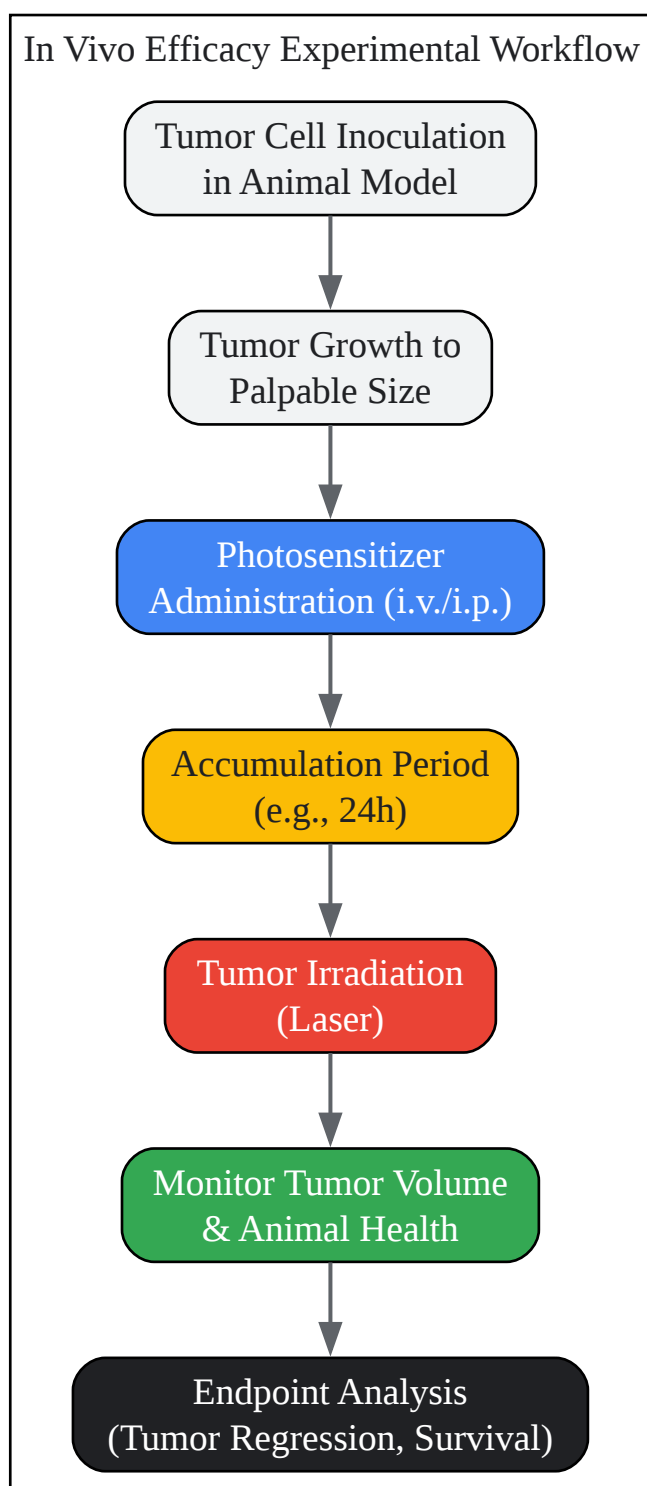 In Vivo Efficacy Experimental Workflow
Tumor Cell Inoculation
in Animal Model
Tumor Growth to
Palpable Size
Photosensitizer
Administration (i.v./i.p.)
Accumulation Period
(e.g., 24h)
Tumor Irradiation
(Laser)
Monitor Tumor Volume
& Animal Health
Endpoint Analysis
(Tumor Regression, Survival)